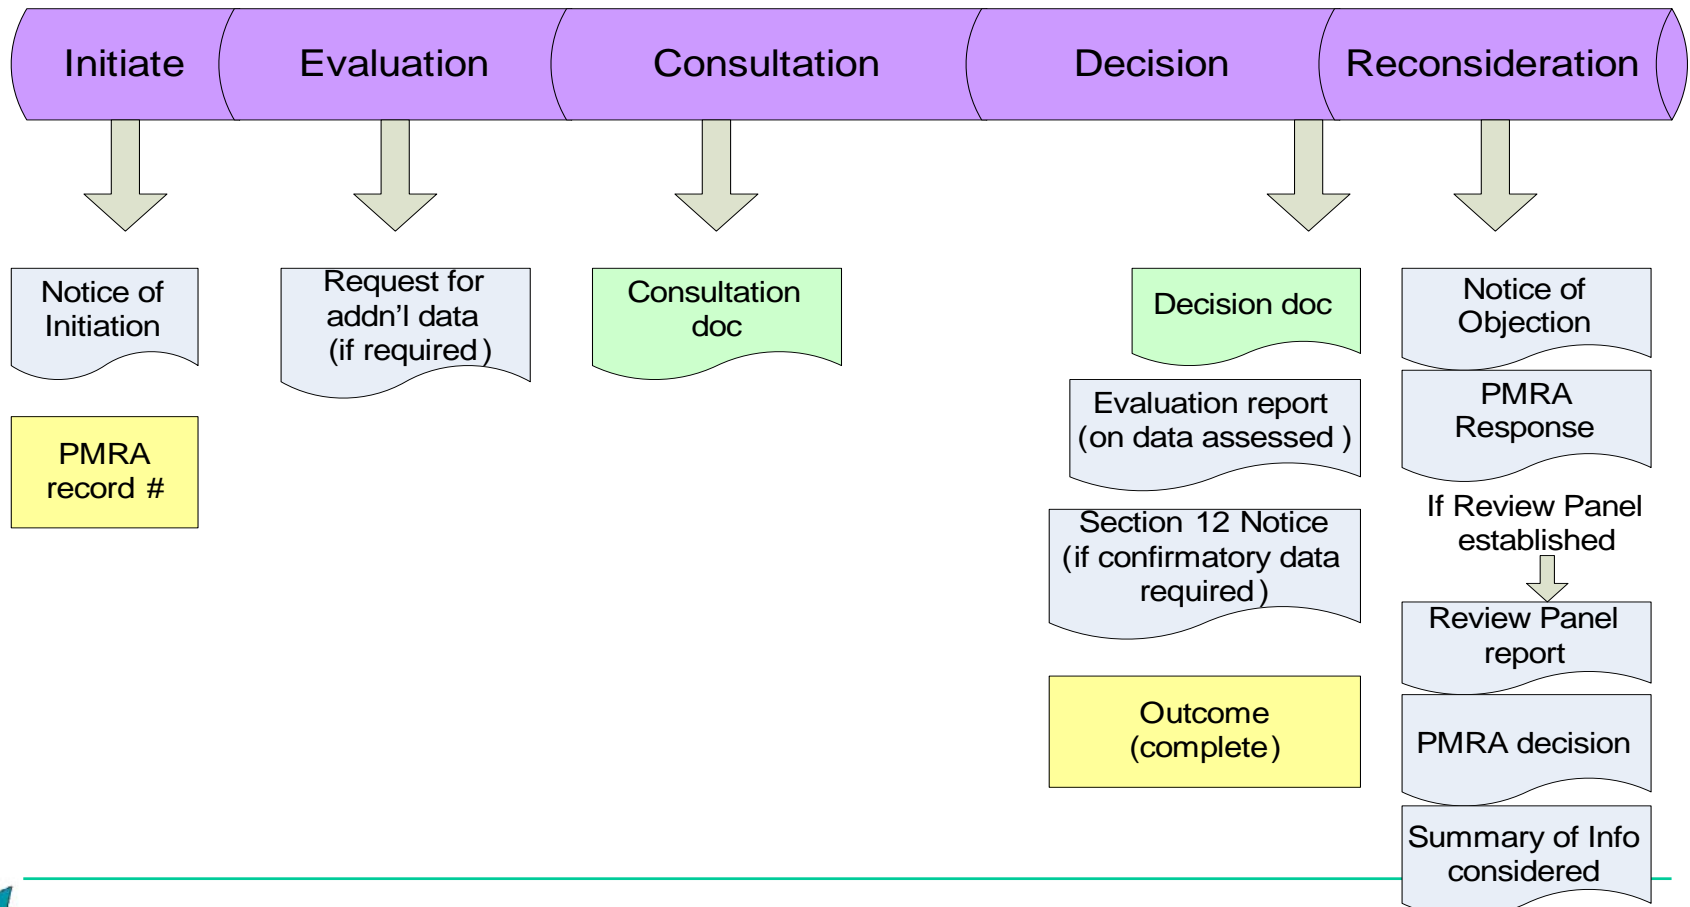 Initiate
Evaluation
Consultation
Decision
Reconsideration
Notice of
Initiation
PMRA
record #
Request for
addn'l data
(if required)
Consultation
doc
Decision doc
Evaluation report
(on data assessed)
Section 12 Notice
(if confirmatory data
required)
Outcome
(complete)
Notice of
Objection
PMRA
Response
If Review Panel
established
Review Panel
report
PMRA decision
Summary of Info
considered